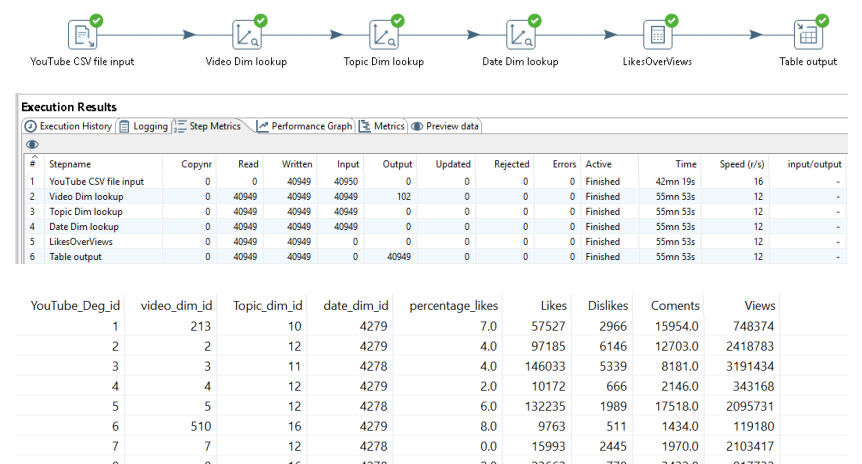 YouTube CSV file input Video Dim lookup Topic Dim lookup Date Dim lookup LikesOverViews Table output
Execution Results
Execution History Logging Step Metrics Performance Graph Metrics Preview data
# Stepname Copynr Read Written Input Output Updated Rejected Errors Active Time Speed (r/s) input/output
1 YouTube CSV file input 0 0 40949 40950 0 0 0 0 Finished 42mn 19s 16 -
2 Video Dim lookup 0 40949 40949 40949 102 0 0 0 Finished 55mn 53s 12 -
3 Topic Dim lookup 0 40949 40949 40949 0 0 0 0 Finished 55mn 53s 12 -
4 Date Dim lookup 0 40949 40949 40949 0 0 0 0 Finished 55mn 53s 12 -
5 LikesOverViews 0 40949 40949 0 0 0 0 0 Finished 55mn 53s 12 -
6 Table output 0 40949 40949 0 40949 0 0 0 Finished 55mn 53s 12 -
YouTube_Deg_id video_dim_id Topic_dim_id date_dim_id percentage_likes Likes Dislikes Coments Views
1 213 10 4279 7.0 57527 2966 15954.0 748374
2 2 12 4279 4.0 97185 6146 12703.0 2418783
3 3 11 4278 4.0 146033 5339 8181.0 3191434
4 4 12 4279 2.0 10172 666 2146.0 343168
5 5 12 4278 6.0 132235 1989 17518.0 2095731
6 510 16 4279 8.0 9763 511 1434.0 119180
7 7 12 4278 0.0 15993 2445 1970.0 2103417